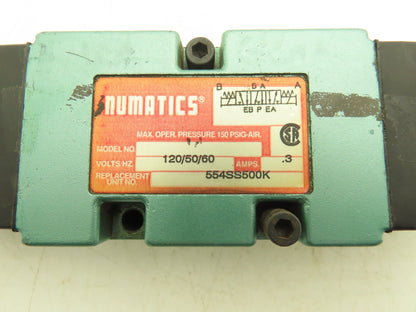 NUMATICS®
B 5 A A
EB P EA
MAX. OPER. PRESSURE 150 PSIG-AIR.
MODEL NO.
VOLTS/HZ. 120/50/60 AMPS. .3
REPLACEMENT UNIT NO. 554SS500K